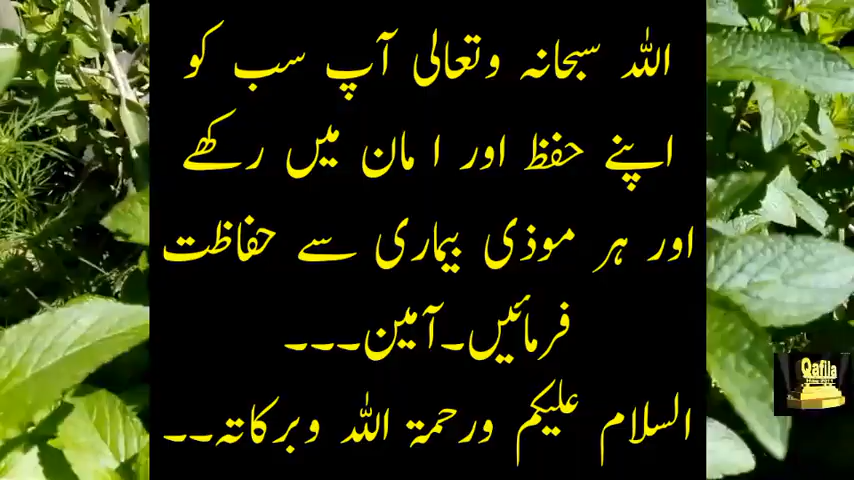 اللہ سبحانہ وتعالی آپ سب کو
اپنے حفظ اور ا مان میں رکھے
اور ہر موذی بیماری سے حفاظت
فرمائیں۔آمین۔۔۔
السلام علیکم ورحمۃ اللہ وبرکاتہ۔۔
Qafila